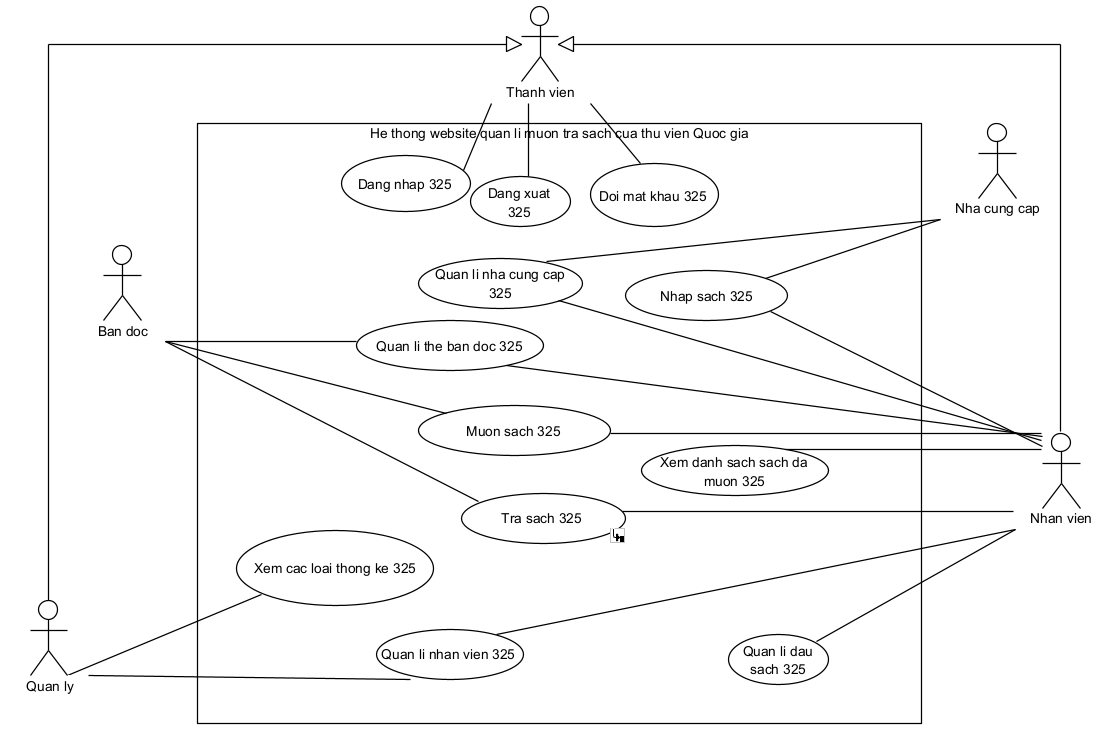 Thanh vien
He thong website quan li muon tra sach cua thu vien Quoc gia
Dang nhap 325
Dang xuat
325
Doi mat khau 325
Nha cung cap
Quan li nha cung cap
325
Nhap sach 325
Ban doc
Quan li the ban doc 325
Muon sach 325
Xem danh sach sach da
muon 325
Tra sach 325
Nhan vien
Xem cac loai thong ke 325
Quan li nhan vien 325
Quan li dau
sach 325
Quan ly